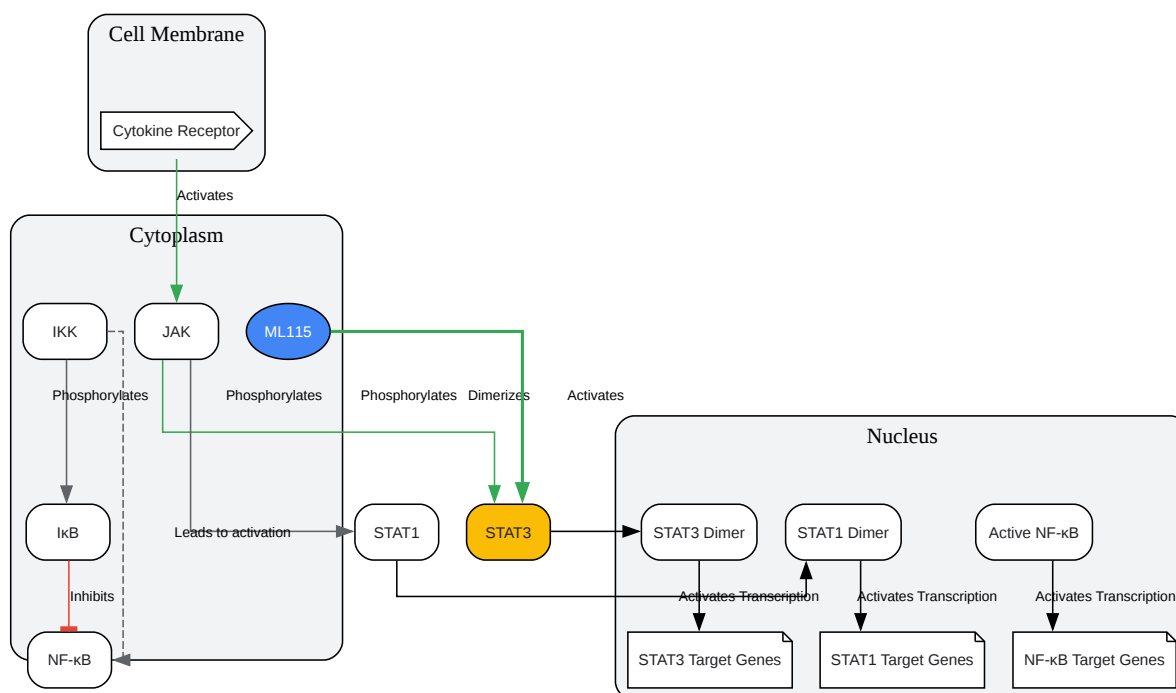 Cell Membrane
Cytokine Receptor
Activates
Cytoplasm
IKK
JAK
ML115
Phosphorylates
Phosphorylates
Phosphorylates
Dimerizes
Activates
Nucleus
IκB
Leads to activation
STAT1
STAT3
STAT3 Dimer
STAT1 Dimer
Active NF-κB
Inhibits
Activates Transcription
Activates Transcription
Activates Transcription
NF-κB
STAT3 Target Genes
STAT1 Target Genes
NF-κB Target Genes